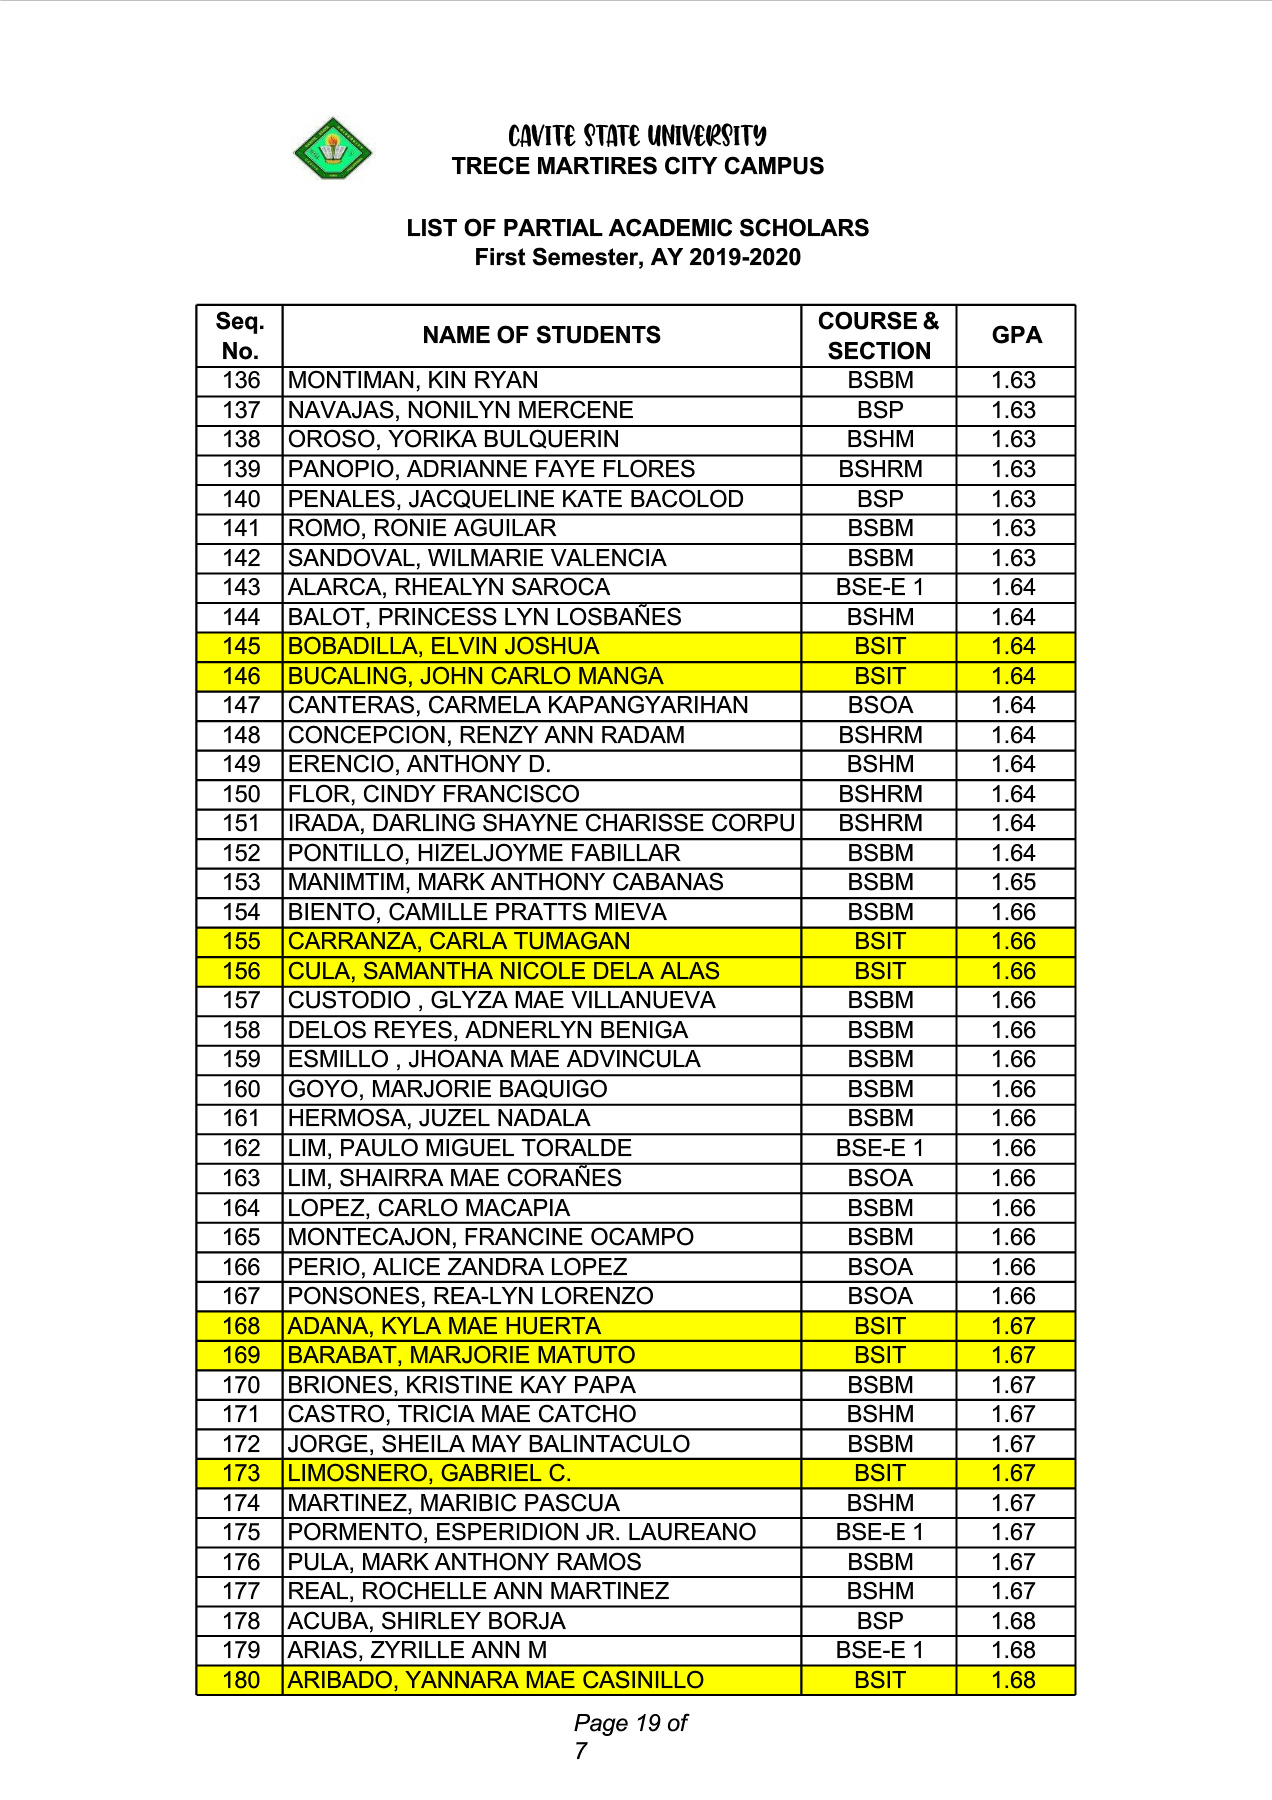 CAVITE STATE UNIVERSITY
TRECE MARTIRES CITY CAMPUS
LIST OF PARTIAL ACADEMIC SCHOLARS
First Semester, AY 2019-2020
Seq. No. NAME OF STUDENTS COURSE & SECTION GPA
136 MONTIMAN, KIN RYAN BSBM 1.63
137 NAVAJAS, NONILYN MERCENE BSP 1.63
138 OROSO, YORIKA BULQUERIN BSHM 1.63
139 PANOPIO, ADRIANNE FAYE FLORES BSHRM 1.63
140 PENALES, JACQUELINE KATE BACOLOD BSP 1.63
141 ROMO, RONIE AGUILAR BSBM 1.63
142 SANDOVAL, WILMARIE VALENCIA BSBM 1.63
143 ALARCA, RHEALYN SAROCA BSE-E 1 1.64
144 BALOT, PRINCESS LYN LOSBAÑES BSHM 1.64
145 BOBADILLA, ELVIN JOSHUA BSIT 1.64
146 BUCALING, JOHN CARLO MANGA BSIT 1.64
147 CANTERAS, CARMELA KAPANGYARIHAN BSOA 1.64
148 CONCEPCION, RENZY ANN RADAM BSHRM 1.64
149 ERENCIO, ANTHONY D. BSHM 1.64
150 FLOR, CINDY FRANCISCO BSHRM 1.64
151 IRADA, DARLING SHAYNE CHARISSE CORPU BSHRM 1.64
152 PONTILLO, HIZELJOYME FABILLAR BSBM 1.64
153 MANIMTIM, MARK ANTHONY CABANAS BSBM 1.65
154 BIENTO, CAMILLE PRATTS MIEVA BSBM 1.66
155 CARRANZA, CARLA TUMAGAN BSIT 1.66
156 CULA, SAMANTHA NICOLE DELA ALAS BSIT 1.66
157 CUSTODIO , GLYZA MAE VILLANUEVA BSBM 1.66
158 DELOS REYES, ADNERLYN BENIGA BSBM 1.66
159 ESMILLO , JHOANA MAE ADVINCULA BSBM 1.66
160 GOYO, MARJORIE BAQUIGO BSBM 1.66
161 HERMOSA, JUZEL NADALA BSBM 1.66
162 LIM, PAULO MIGUEL TORALDE BSE-E 1 1.66
163 LIM, SHAIRRA MAE CORAÑES BSOA 1.66
164 LOPEZ, CARLO MACAPIA BSBM 1.66
165 MONTECAJON, FRANCINE OCAMPO BSBM 1.66
166 PERIO, ALICE ZANDRA LOPEZ BSOA 1.66
167 PONSONES, REA-LYN LORENZO BSOA 1.66
168 ADANA, KYLA MAE HUERTA BSIT 1.67
169 BARABAT, MARJORIE MATUTO BSIT 1.67
170 BRIONES, KRISTINE KAY PAPA BSBM 1.67
171 CASTRO, TRICIA MAE CATCHO BSHM 1.67
172 JORGE, SHEILA MAY BALINTACULO BSBM 1.67
173 LIMOSNERO, GABRIEL C. BSIT 1.67
174 MARTINEZ, MARIBIC PASCUA BSHM 1.67
175 PORMENTO, ESPERIDION JR. LAUREANO BSE-E 1 1.67
176 PULA, MARK ANTHONY RAMOS BSBM 1.67
177 REAL, ROCHELLE ANN MARTINEZ BSHM 1.67
178 ACUBA, SHIRLEY BORJA BSP 1.68
179 ARIAS, ZYRILLE ANN M BSE-E 1 1.68
180 ARIBADO, YANNARA MAE CASINILLO BSIT 1.68
Page 19 of
7